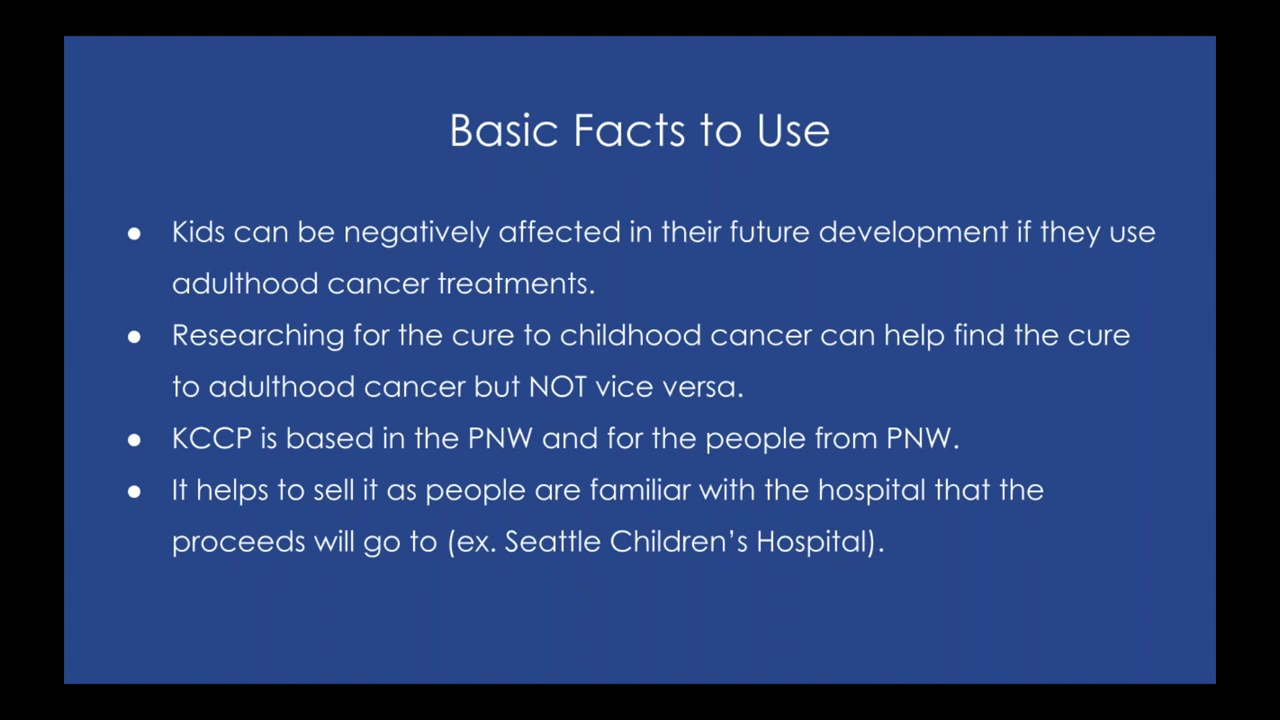 Basic Facts to Use
● Kids can be negatively affected in their future development if they use
adulthood cancer treatments.
● Researching for the cure to childhood cancer can help find the cure
to adulthood cancer but NOT vice versa.
● KCCP is based in the PNW and for the people from PNW.
● It helps to sell it as people are familiar with the hospital that the
proceeds will go to (ex. Seattle Children’s Hospital).